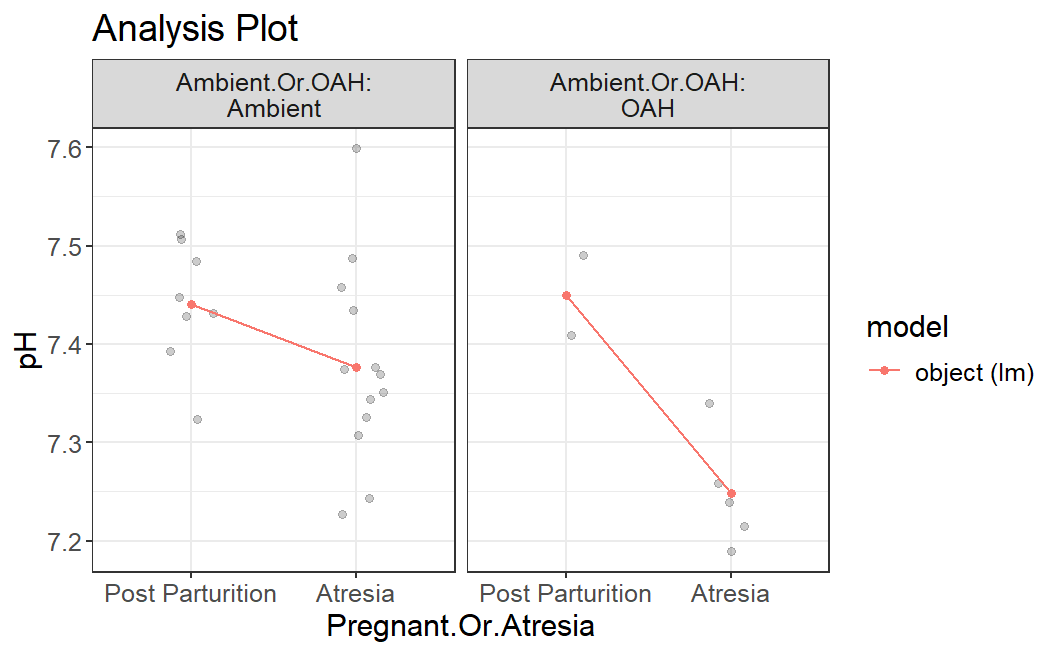 Analysis Plot
Ambient.Or.OAH:
Ambient
Ambient.Or.OAH:
OAH
7.6
7.5
7.4
7.3
7.2
pH
Post Parturition
Atresia
Post Parturition
Atresia
Pregnant.Or.Atresia
model
object (lm)